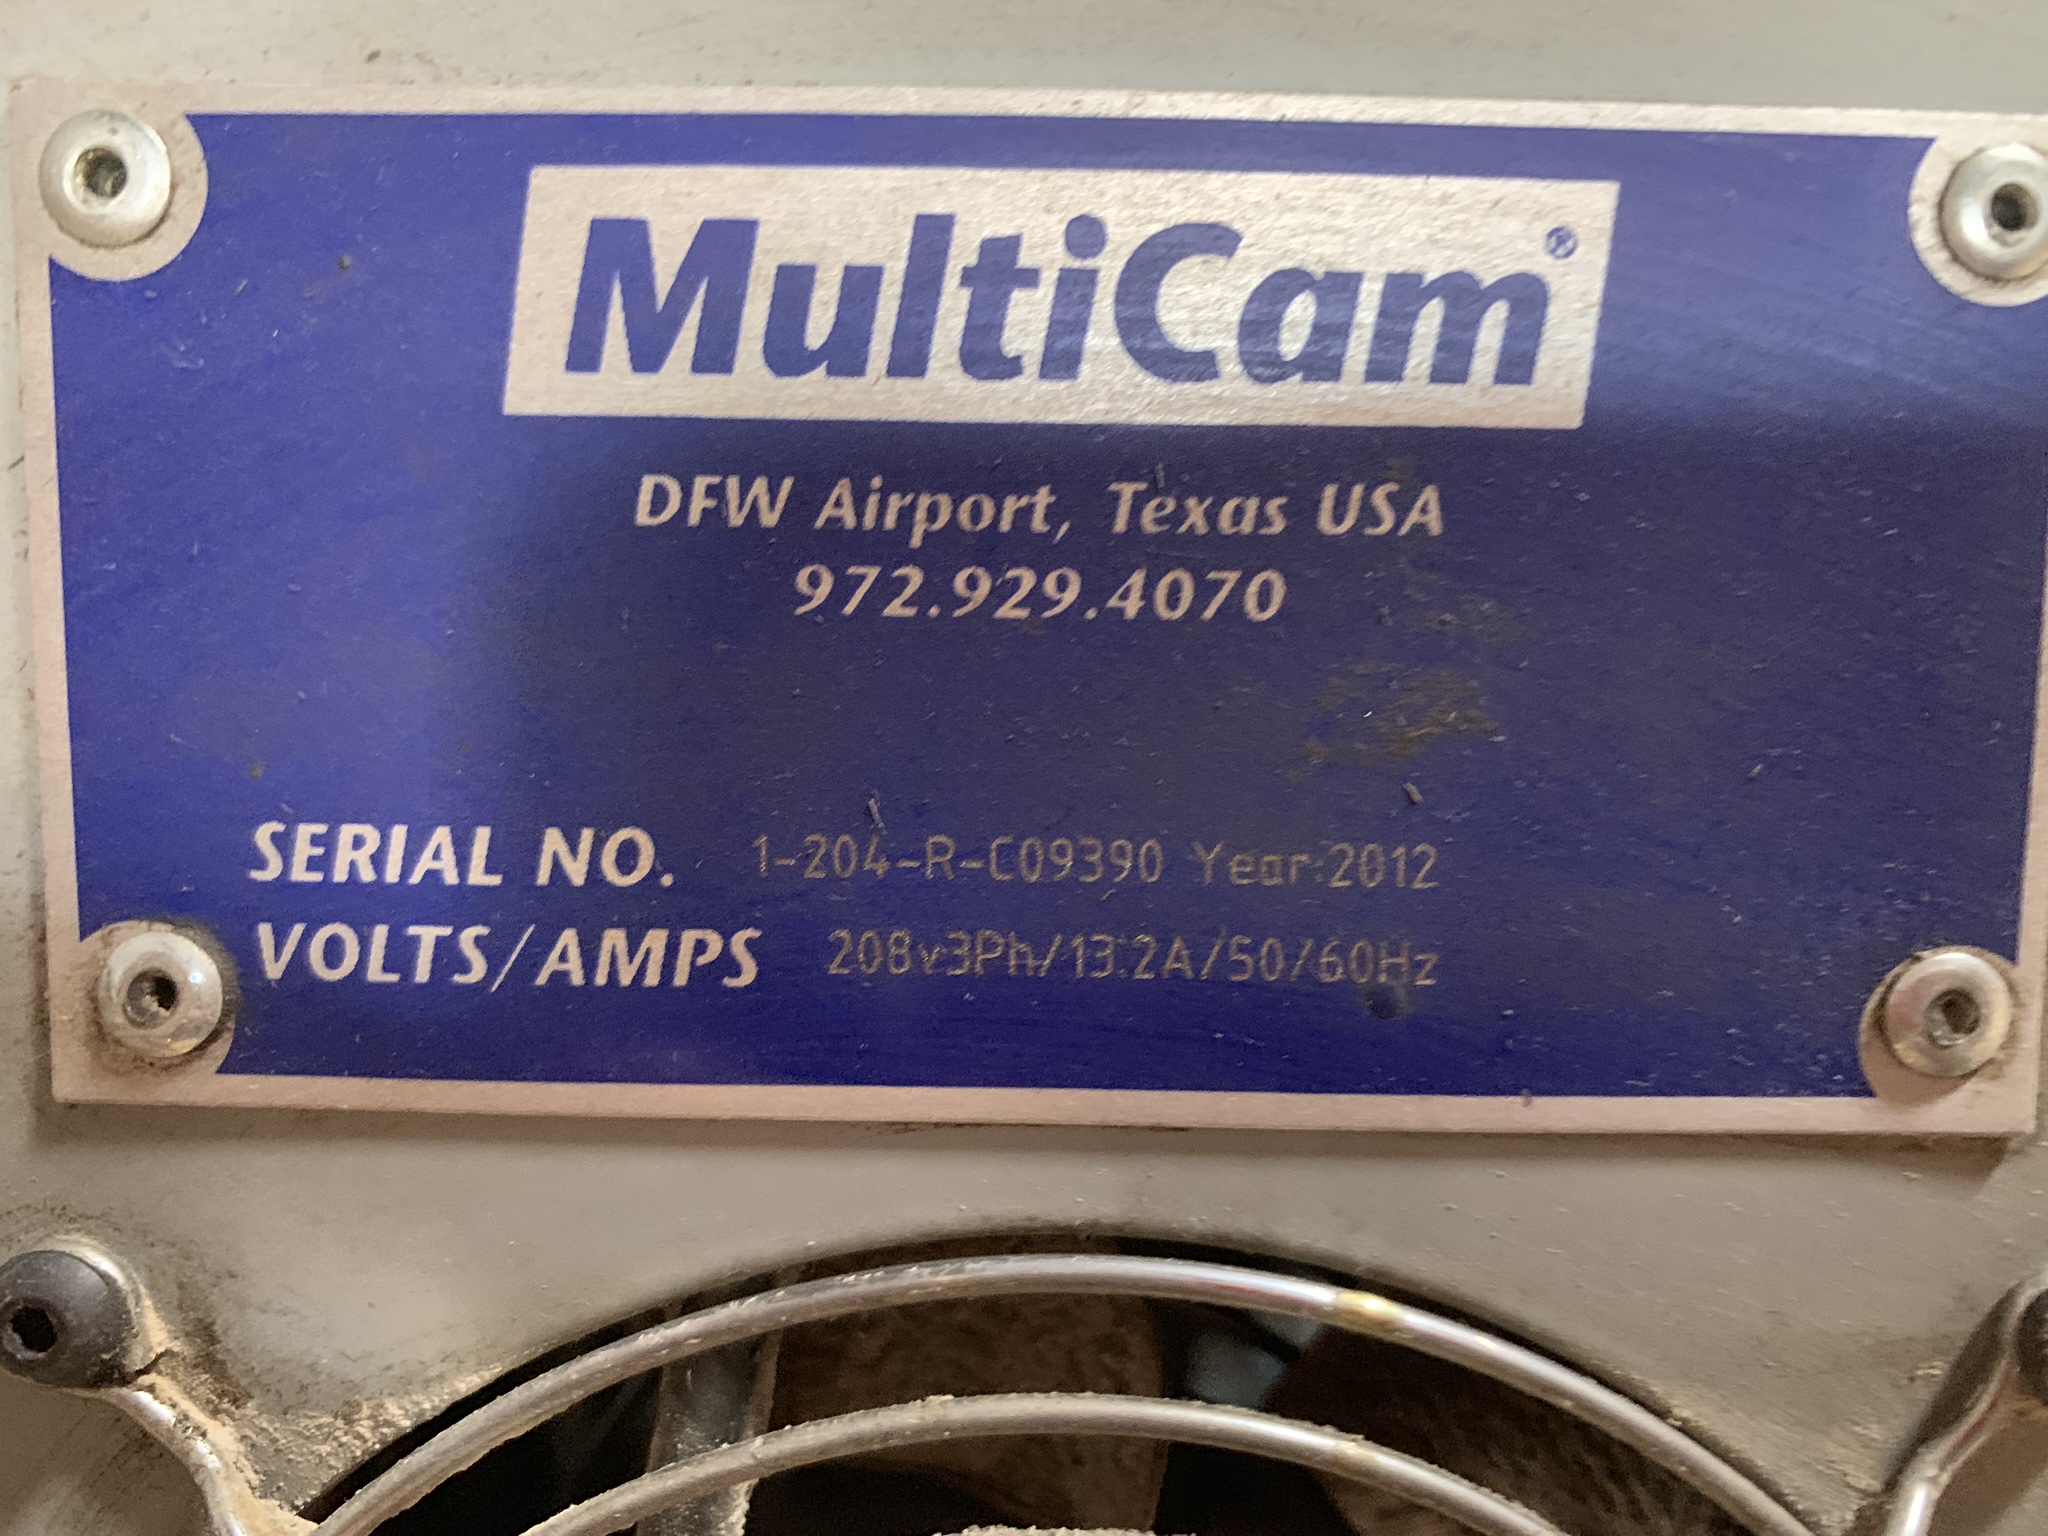 MultiCam®
DFW Airport, Texas USA
972.929.4070
SERIAL NO. 1-204-R-C09390 Year:2012
VOLTS/AMPS 208v3Ph/13.2A/50/60Hz